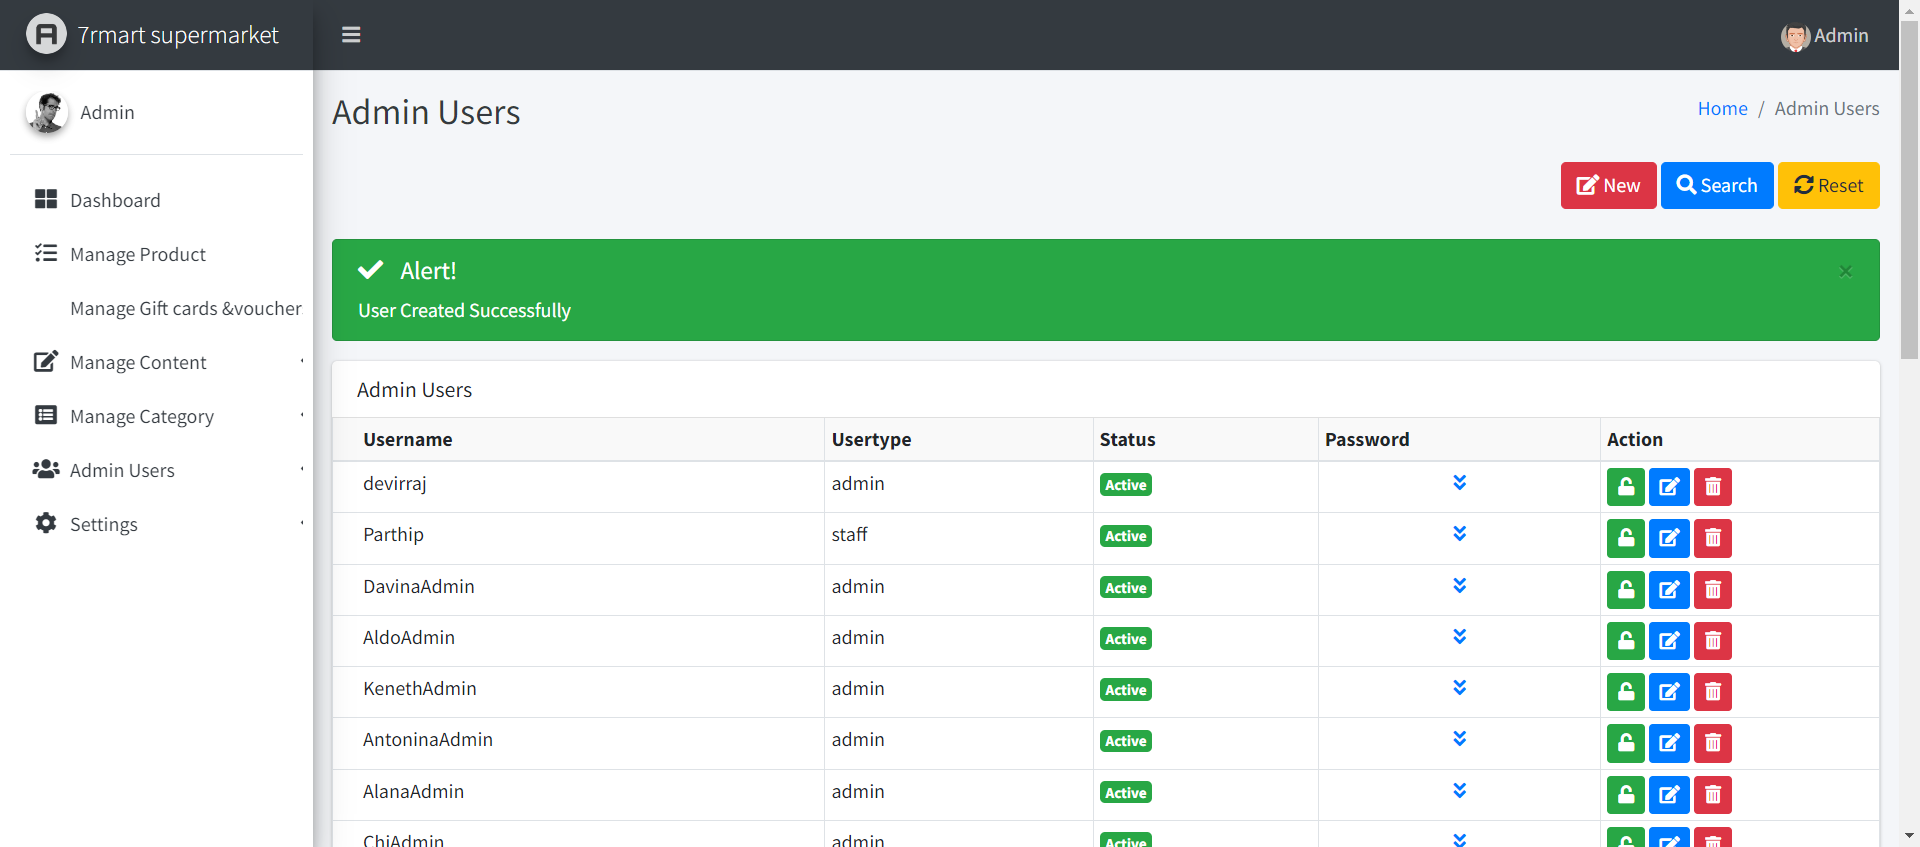 7rmart supermarket
Admin
Admin
Dashboard
Manage Product
Manage Gift cards &voucher
Manage Content
Manage Category
Admin Users
Settings
Admin Users
Home / Admin Users
New Search Reset
Alert!
×
User Created Successfully
Admin Users
Username Usertype Status Password Action
devirraj admin Active
Parthip staff Active
DavinaAdmin admin Active
AldoAdmin admin Active
KenethAdmin admin Active
AntoninaAdmin admin Active
AlanaAdmin admin Active
ChiAdmin admin Active